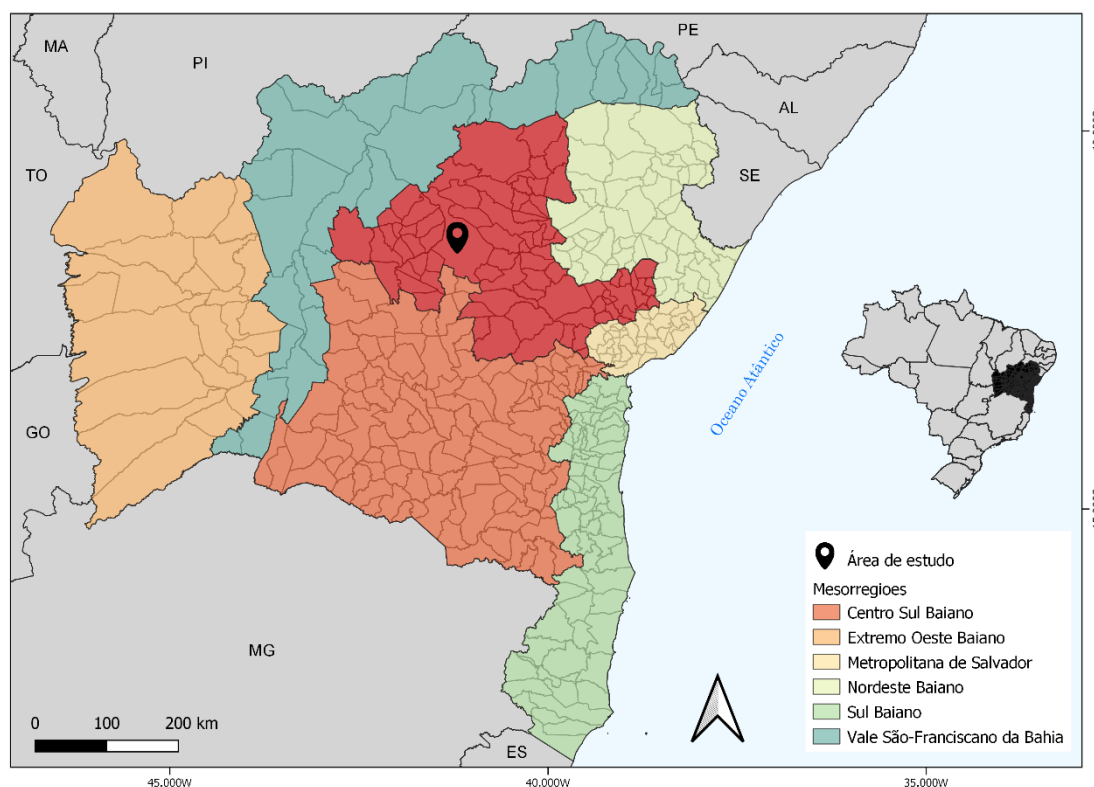 MA
PI
PE
AL
TO
SE
GO
MG
ES
Oceano Atântico
Área de estudo
Mesorregioes
Centro Sul Baiano
Extremo Oeste Baiano
Metropolitana de Salvador
Nordeste Baiano
Sul Baiano
Vale São-Franciscano da Bahia
0 100 200 km
45.000W 40.000W 35.000W